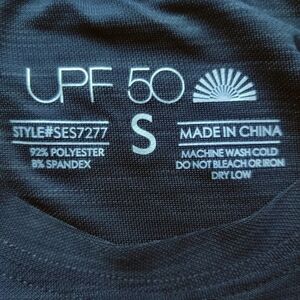 UPF 50
STYLE#SES7277
92% POLYESTER
8% SPANDEX
S
MADE IN CHINA
MACHINE WASH COLD
DO NOT BLEACH OR IRON
DRY LOW